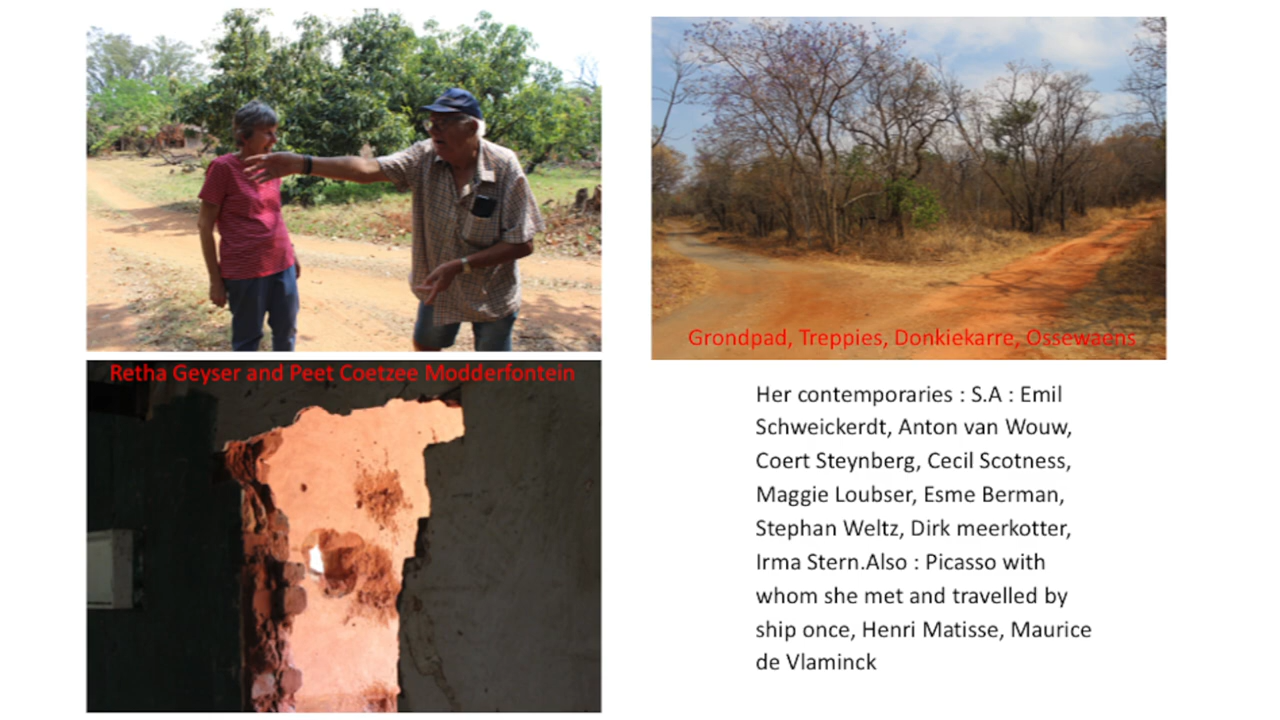 Retha Geyser and Peet Coetzee Modderfontein
Grondpad, Treppies, Donkiekarre, Ossewaens
Her contemporaries : S.A : Emil
Schweickerdt, Anton van Wouw,
Coert Steynberg, Cecil Scotness,
Maggie Loubser, Esme Berman,
Stephan Weltz, Dirk meerkotter,
Irma Stern.Also : Picasso with
whom she met and travelled by
ship once, Henri Matisse, Maurice
de Vlaminck